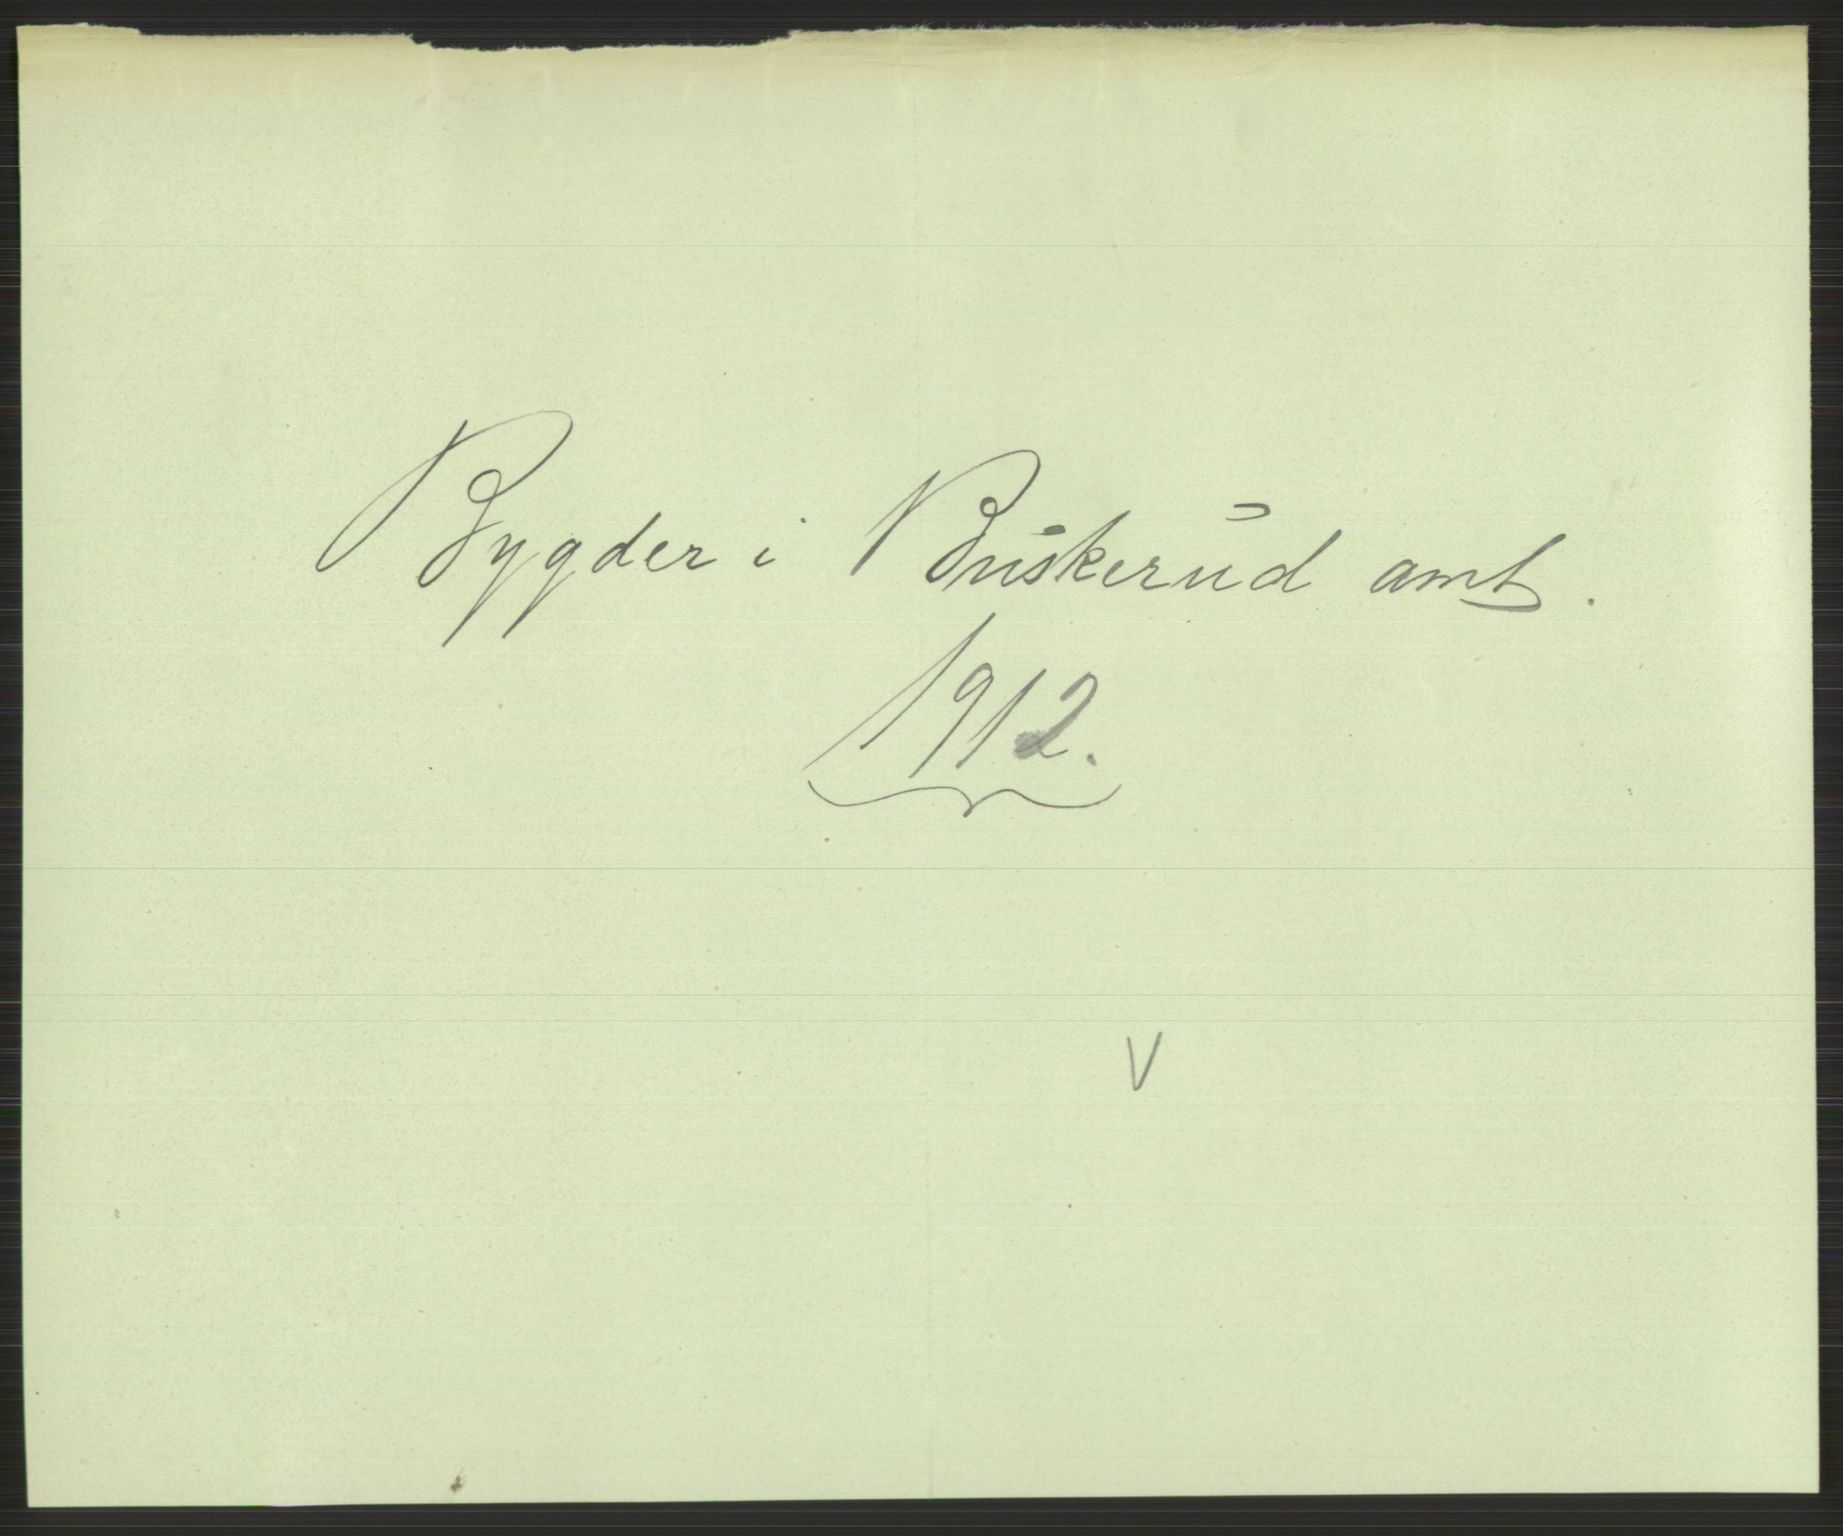 Bygder i Buskerud amt.
1912.
V